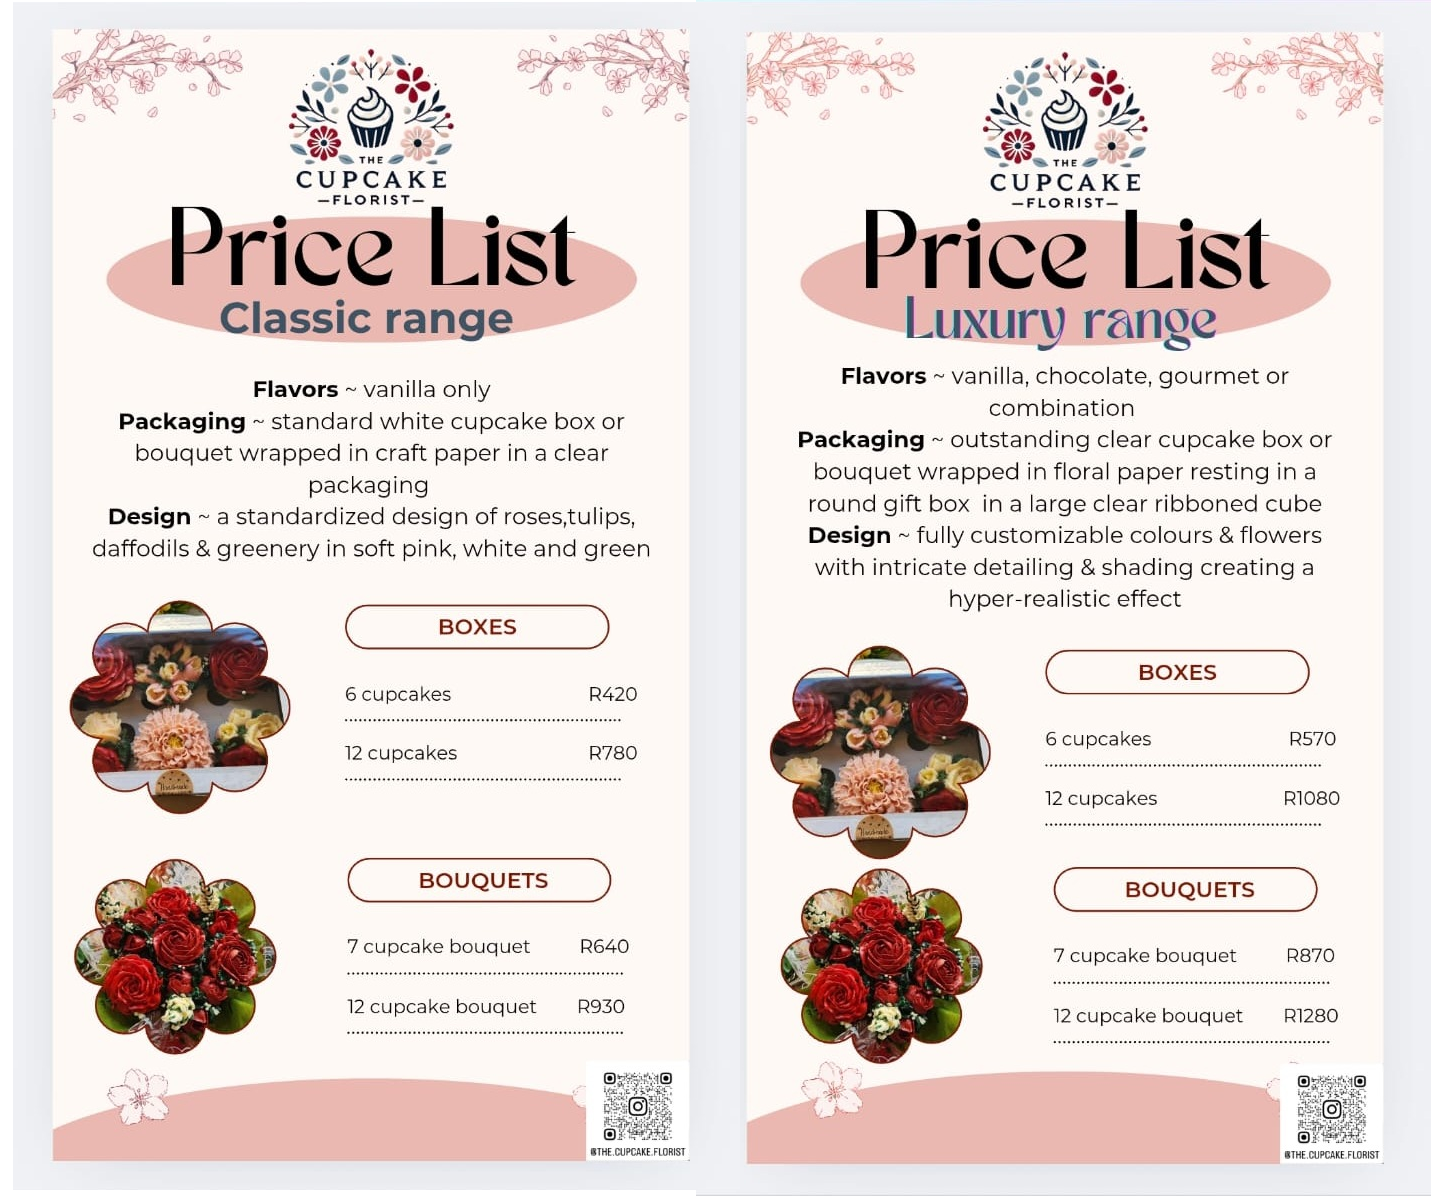 THE
CUPCAKE
—FLORIST—
Price List
Classic range
Flavors ~ vanilla only
Packaging ~ standard white cupcake box or
bouquet wrapped in craft paper in a clear
packaging
Design ~ a standardized design of roses,tulips,
daffodils & greenery in soft pink, white and green
BOXES
6 cupcakes R420
12 cupcakes R780
BOUQUETS
7 cupcake bouquet R640
12 cupcake bouquet R930
@THE.CUPCAKE.FLORIST
THE
CUPCAKE
—FLORIST—
Price List
Luxury range
Flavors ~ vanilla, chocolate, gourmet or
combination
Packaging ~ outstanding clear cupcake box or
bouquet wrapped in floral paper resting in a
round gift box in a large clear ribboned cube
Design ~ fully customizable colours & flowers
with intricate detailing & shading creating a
hyper-realistic effect
BOXES
6 cupcakes R570
12 cupcakes R1080
BOUQUETS
7 cupcake bouquet R870
12 cupcake bouquet R1280
@THE.CUPCAKE.FLORIST